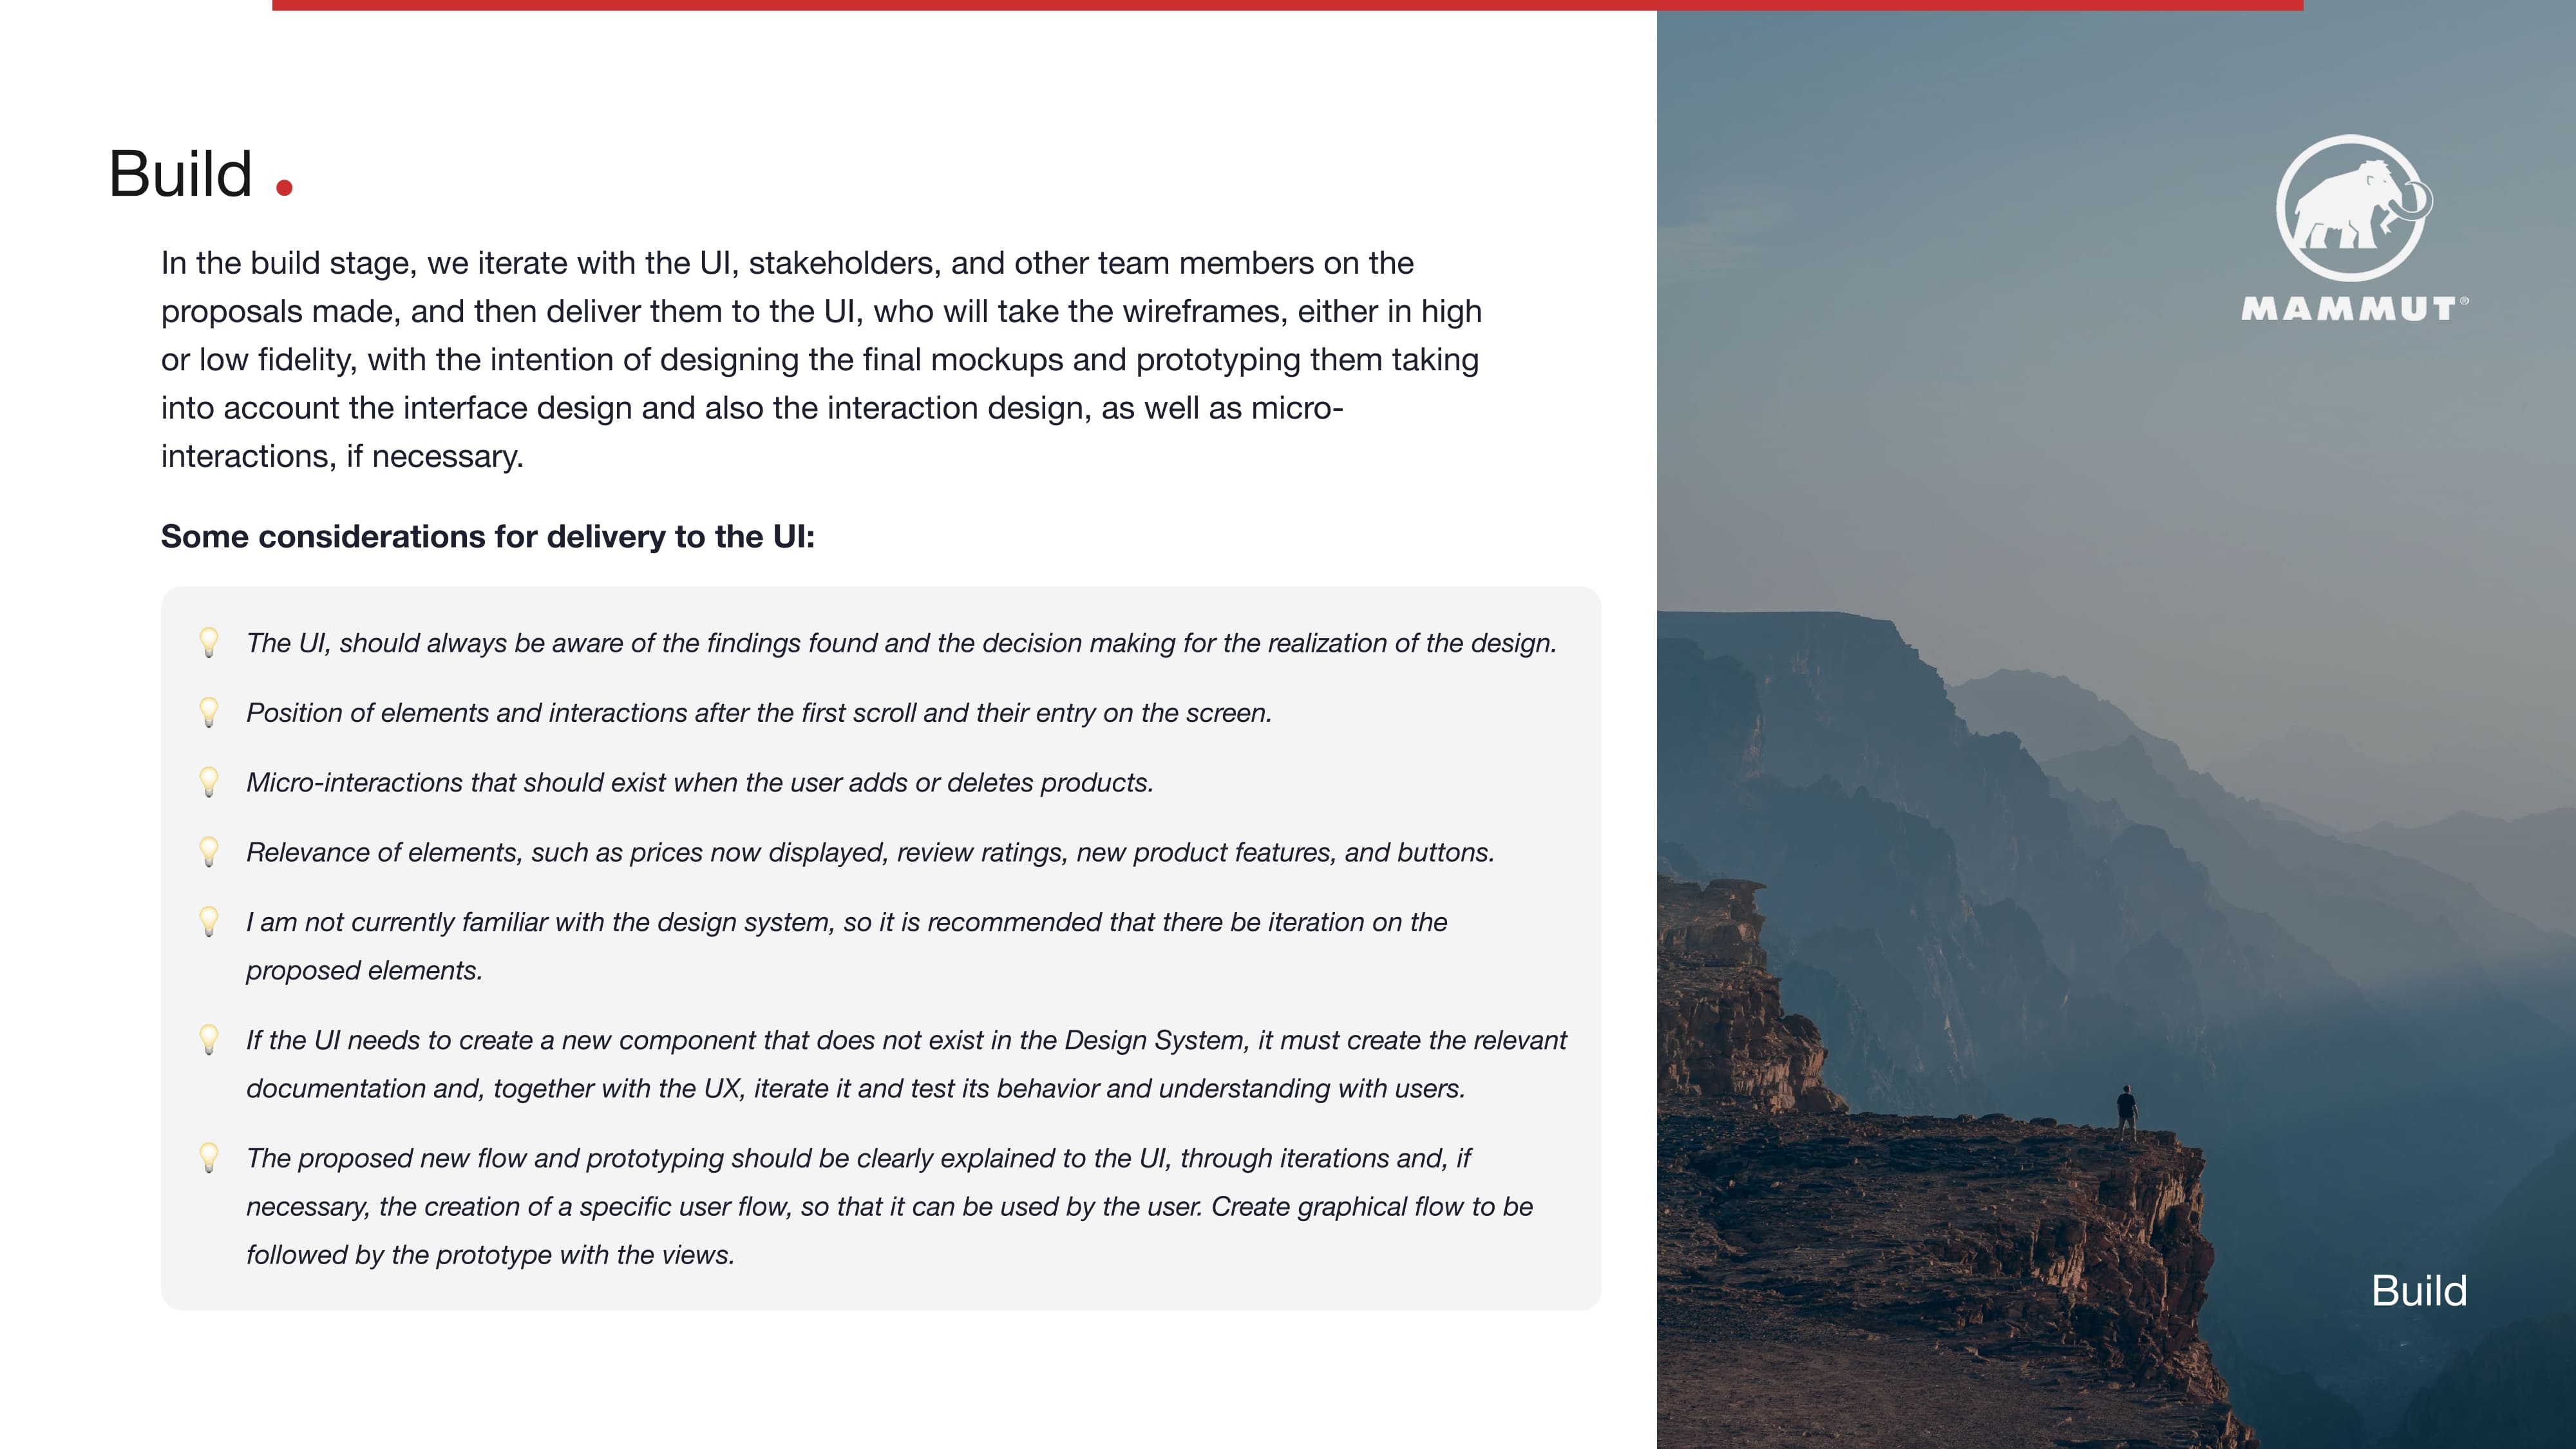 Build .
In the build stage, we iterate with the UI, stakeholders, and other team members on the
proposals made, and then deliver them to the UI, who will take the wireframes, either in high
or low fidelity, with the intention of designing the final mockups and prototyping them taking
into account the interface design and also the interaction design, as well as micro-
interactions, if necessary.
Some considerations for delivery to the UI:
The UI, should always be aware of the findings found and the decision making for the realization of the design.
Position of elements and interactions after the first scroll and their entry on the screen.
Micro-interactions that should exist when the user adds or deletes products.
Relevance of elements, such as prices now displayed, review ratings, new product features, and buttons.
I am not currently familiar with the design system, so it is recommended that there be iteration on the
proposed elements.
If the UI needs to create a new component that does not exist in the Design System, it must create the relevant
documentation and, together with the UX, iterate it and test its behavior and understanding with users.
The proposed new flow and prototyping should be clearly explained to the UI, through iterations and, if
necessary, the creation of a specific user flow, so that it can be used by the user. Create graphical flow to be
followed by the prototype with the views.
MAMMUT®
Build